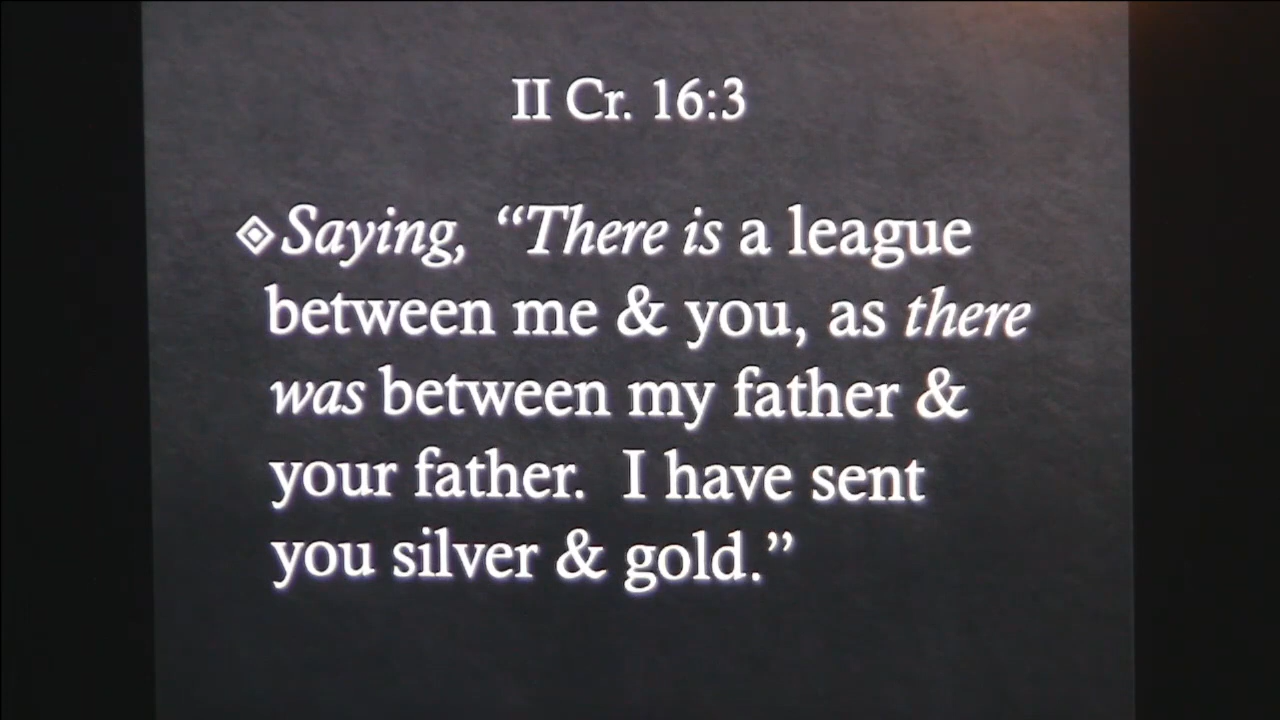 II Cr. 16:3
Saying, “There is a league
between me & you, as there
was between my father &
your father. I have sent
you silver & gold.”